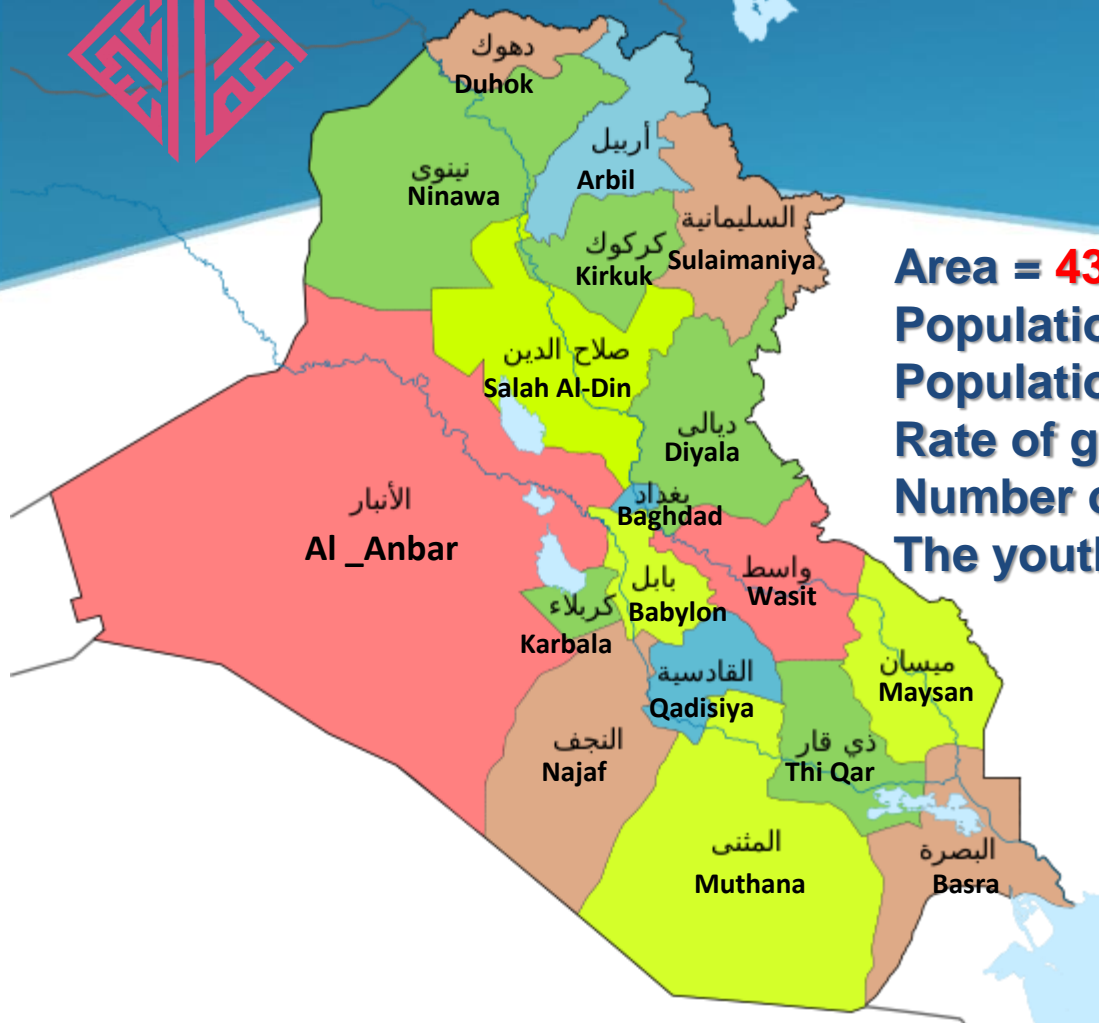 دهوك
Duhok
نينوى
Ninawa
أربيل
Arbil
السليمانية
Sulaimaniya
كركوك
Kirkuk
صلاح الدين
Salah Al-Din
ديالى
Diyala
بغداد
Baghdad
الأنبار
Al _Anbar
واسط
Wasit
بابل
Babylon
كربلاء
Karbala
القادسية
Qadisiya
ميسان
Maysan
النجف
Najaf
ذي قار
Thi Qar
المثنى
Muthana
البصرة
Basra
Area = 43
Populatio
Populatio
Rate of g
Number o
The youth